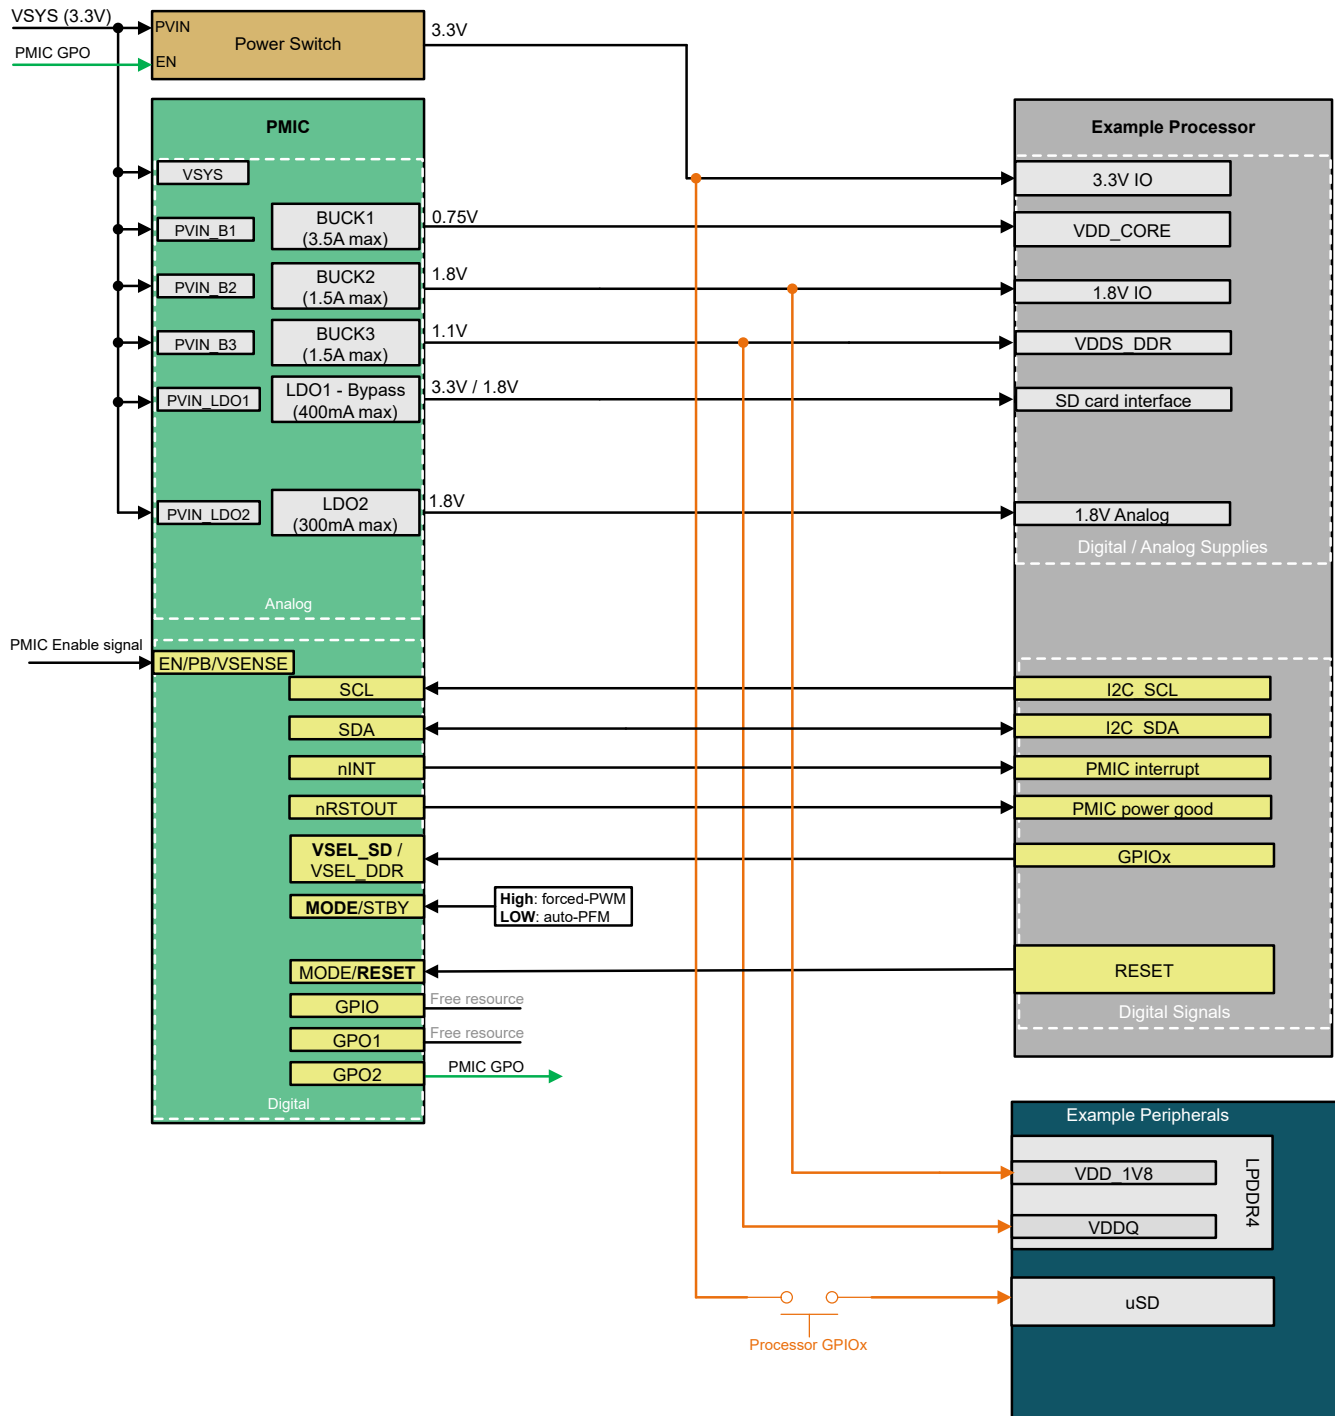 VSYS (3.3V)
PVIN
Power Switch
3.3V
PMIC GPO
EN
PMIC
Example Processor
VSYS
3.3V IO
PVIN_B1
BUCK1
(3.5A max)
0.75V
VDD_CORE
PVIN_B2
BUCK2
(1.5A max)
1.8V
1.8V IO
PVIN_B3
BUCK3
(1.5A max)
1.1V
VDDS_DDR
PVIN_LDO1
LDO1 - Bypass
(400mA max)
3.3V / 1.8V
SD card interface
PVIN_LDO2
LDO2
(300mA max)
1.8V
1.8V Analog
Digital / Analog Supplies
Analog
PMIC Enable signal
EN/PB/VSENSE
SCL
I2C_SCL
SDA
I2C_SDA
nINT
PMIC interrupt
nRSTOUT
PMIC power good
VSEL_SD /
VSEL_DDR
GPIOx
MODE/STBY
High: forced-PWM
LOW: auto-PFM
MODE/RESET
RESET
GPIO
Free resource
Digital Signals
GPO1
Free resource
GPO2
PMIC GPO
Digital
Example Peripherals
VDD_1V8
LPDDR4
VDDQ
uSD
Processor GPIOx